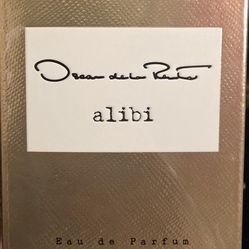 Oscar de la Renta
alibi
Eau de Parfum